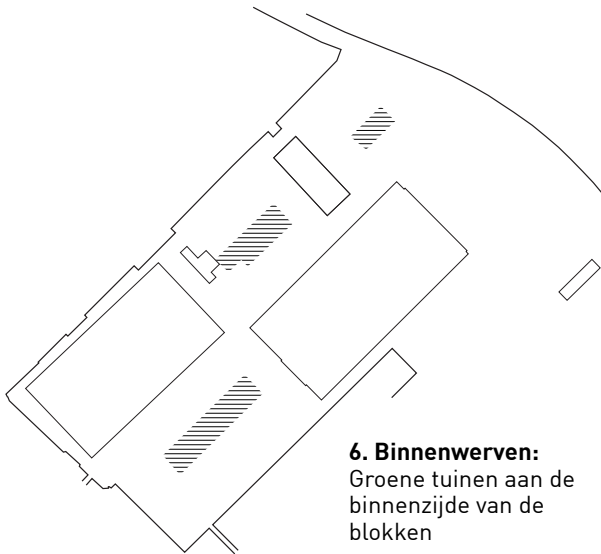 6. Binnenwerven:
Groene tuinen aan de
binnenzijde van de
blokken